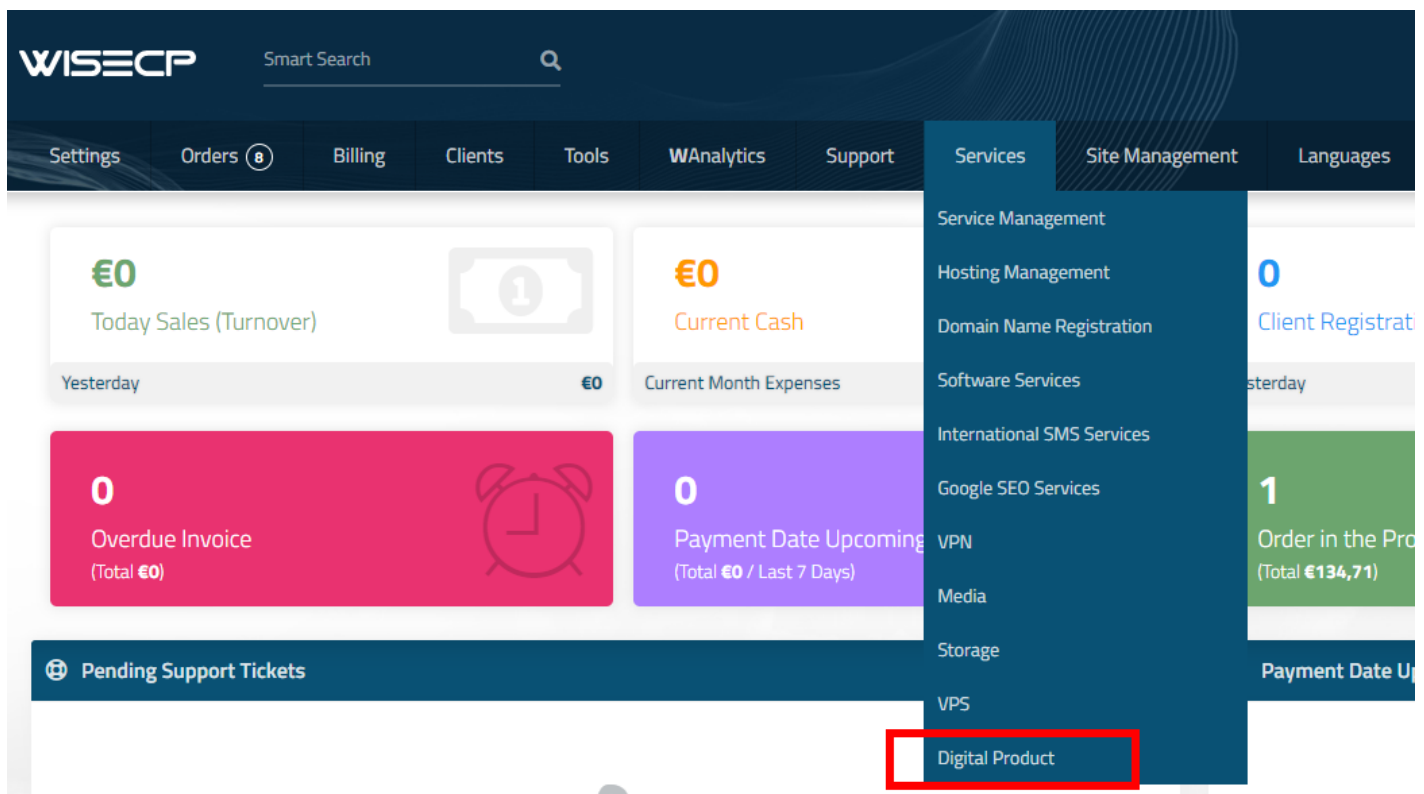 WISECP
Smart Search
Settings
Orders 8
Billing
Clients
Tools
WAnalytics
Support
Services
Site Management
Languages
Service Management
Hosting Management
Domain Name Registration
Software Services
International SMS Services
Google SEO Services
VPN
Media
Storage
VPS
Digital Product
€0
Today Sales (Turnover)
Yesterday
€0
1
€0
Current Cash
Current Month Expenses
0
Client Registrati
sterday
0
Overdue Invoice
(Total €0)
0
Payment Date Upcoming
(Total €0 / Last 7 Days)
1
Order in the Pro
(Total €134,71)
Pending Support Tickets
Payment Date U